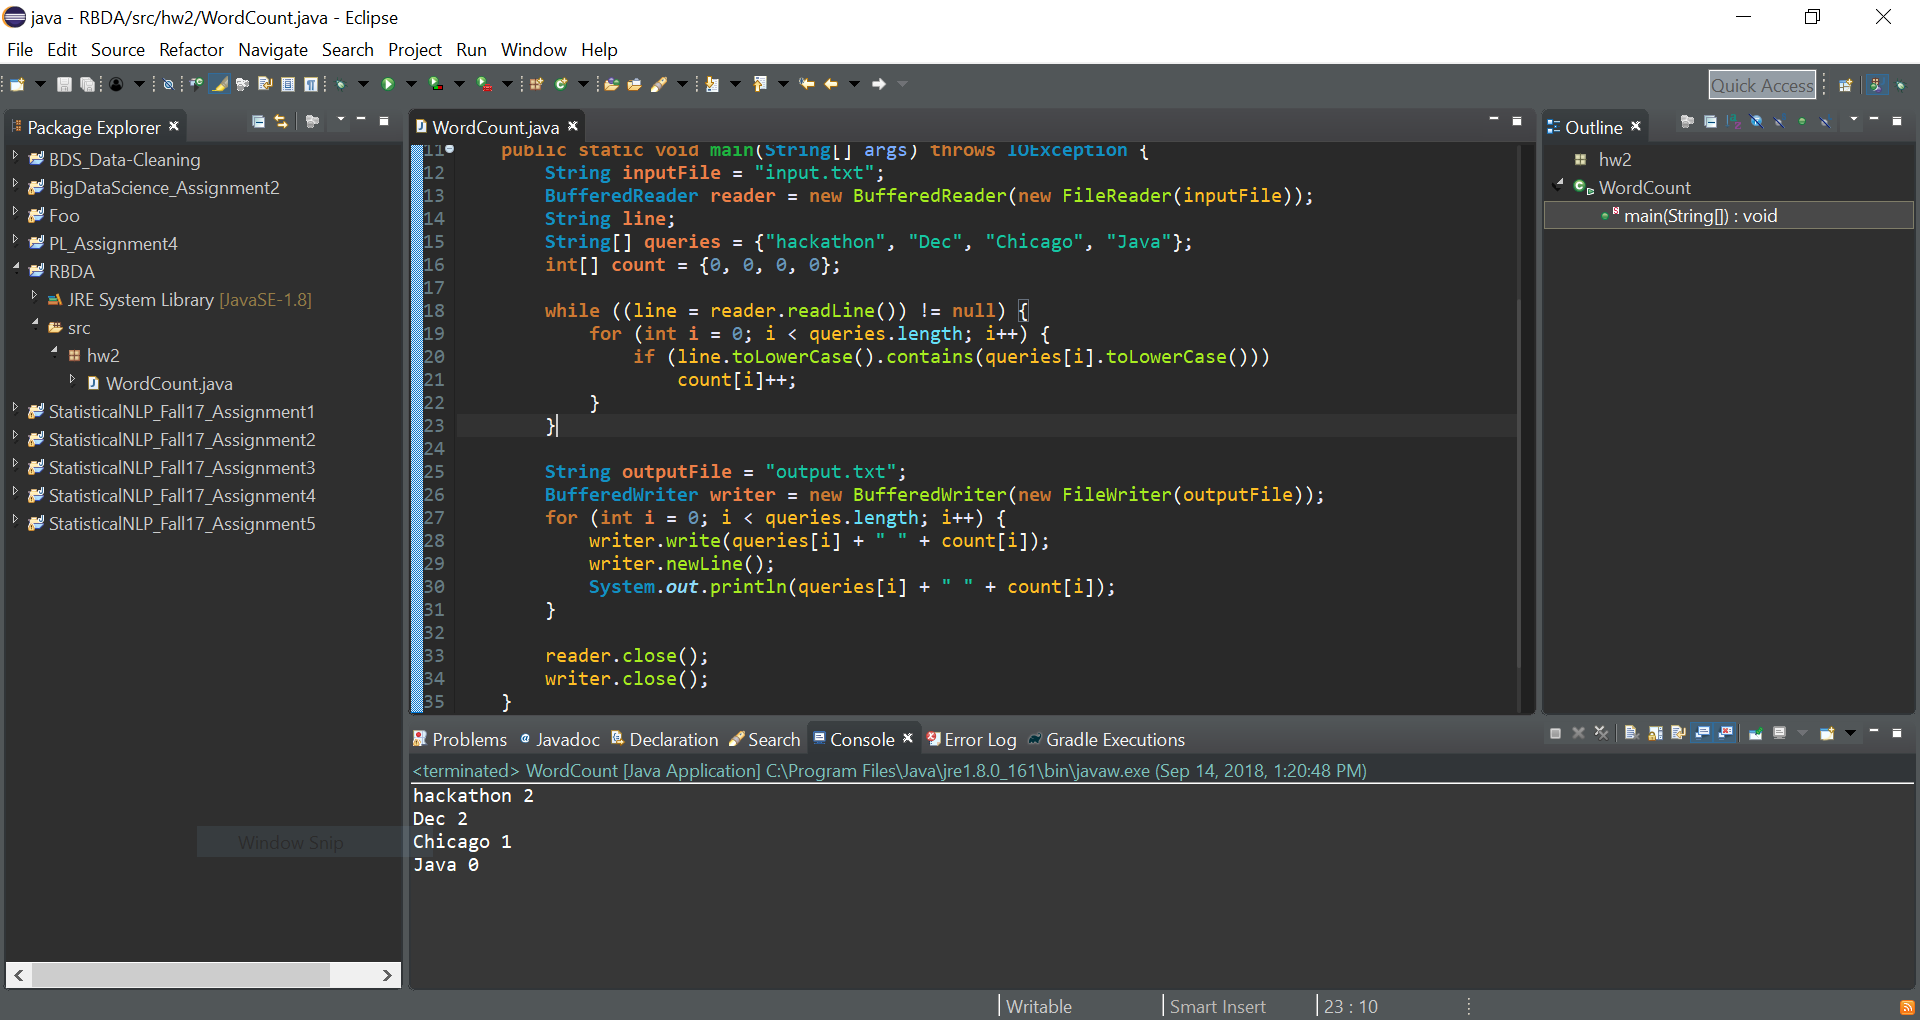 java - RBDA/src/hw2/WordCount.java - Eclipse
File Edit Source Refactor Navigate Search Project Run Window Help
Quick Access
Package Explorer
BDS_Data-Cleaning
BigDataScience_Assignment2
Foo
PL_Assignment4
RBDA
JRE System Library [JavaSE-1.8]
src
hw2
WordCount.java
StatisticalNLP_Fall17_Assignment1
StatisticalNLP_Fall17_Assignment2
StatisticalNLP_Fall17_Assignment3
StatisticalNLP_Fall17_Assignment4
StatisticalNLP_Fall17_Assignment5
Window Snip
WordCount.java
11 public static void main(String[] args) throws IOException {
12 String inputFile = "input.txt";
13 BufferedReader reader = new BufferedReader(new FileReader(inputFile));
14 String line;
15 String[] queries = {"hackathon", "Dec", "Chicago", "Java"};
16 int[] count = {0, 0, 0, 0};
17
18 while ((line = reader.readLine()) != null) {
19 for (int i = 0; i < queries.length; i++) {
20 if (line.toLowerCase().contains(queries[i].toLowerCase()))
21 count[i]++;
22 }
23 }
24
25 String outputFile = "output.txt";
26 BufferedWriter writer = new BufferedWriter(new FileWriter(outputFile));
27 for (int i = 0; i < queries.length; i++) {
28 writer.write(queries[i] + " " + count[i]);
29 writer.newLine();
30 System.out.println(queries[i] + " " + count[i]);
31 }
32
33 reader.close();
34 writer.close();
35 }
Outline
hw2
WordCount
main(String[]) : void
Problems Javadoc Declaration Search Console Error Log Gradle Executions
<terminated> WordCount [Java Application] C:\Program Files\Java\jre1.8.0_161\bin\javaw.exe (Sep 14, 2018, 1:20:48 PM)
hackathon 2
Dec 2
Chicago 1
Java 0
Writable Smart Insert 23 : 10